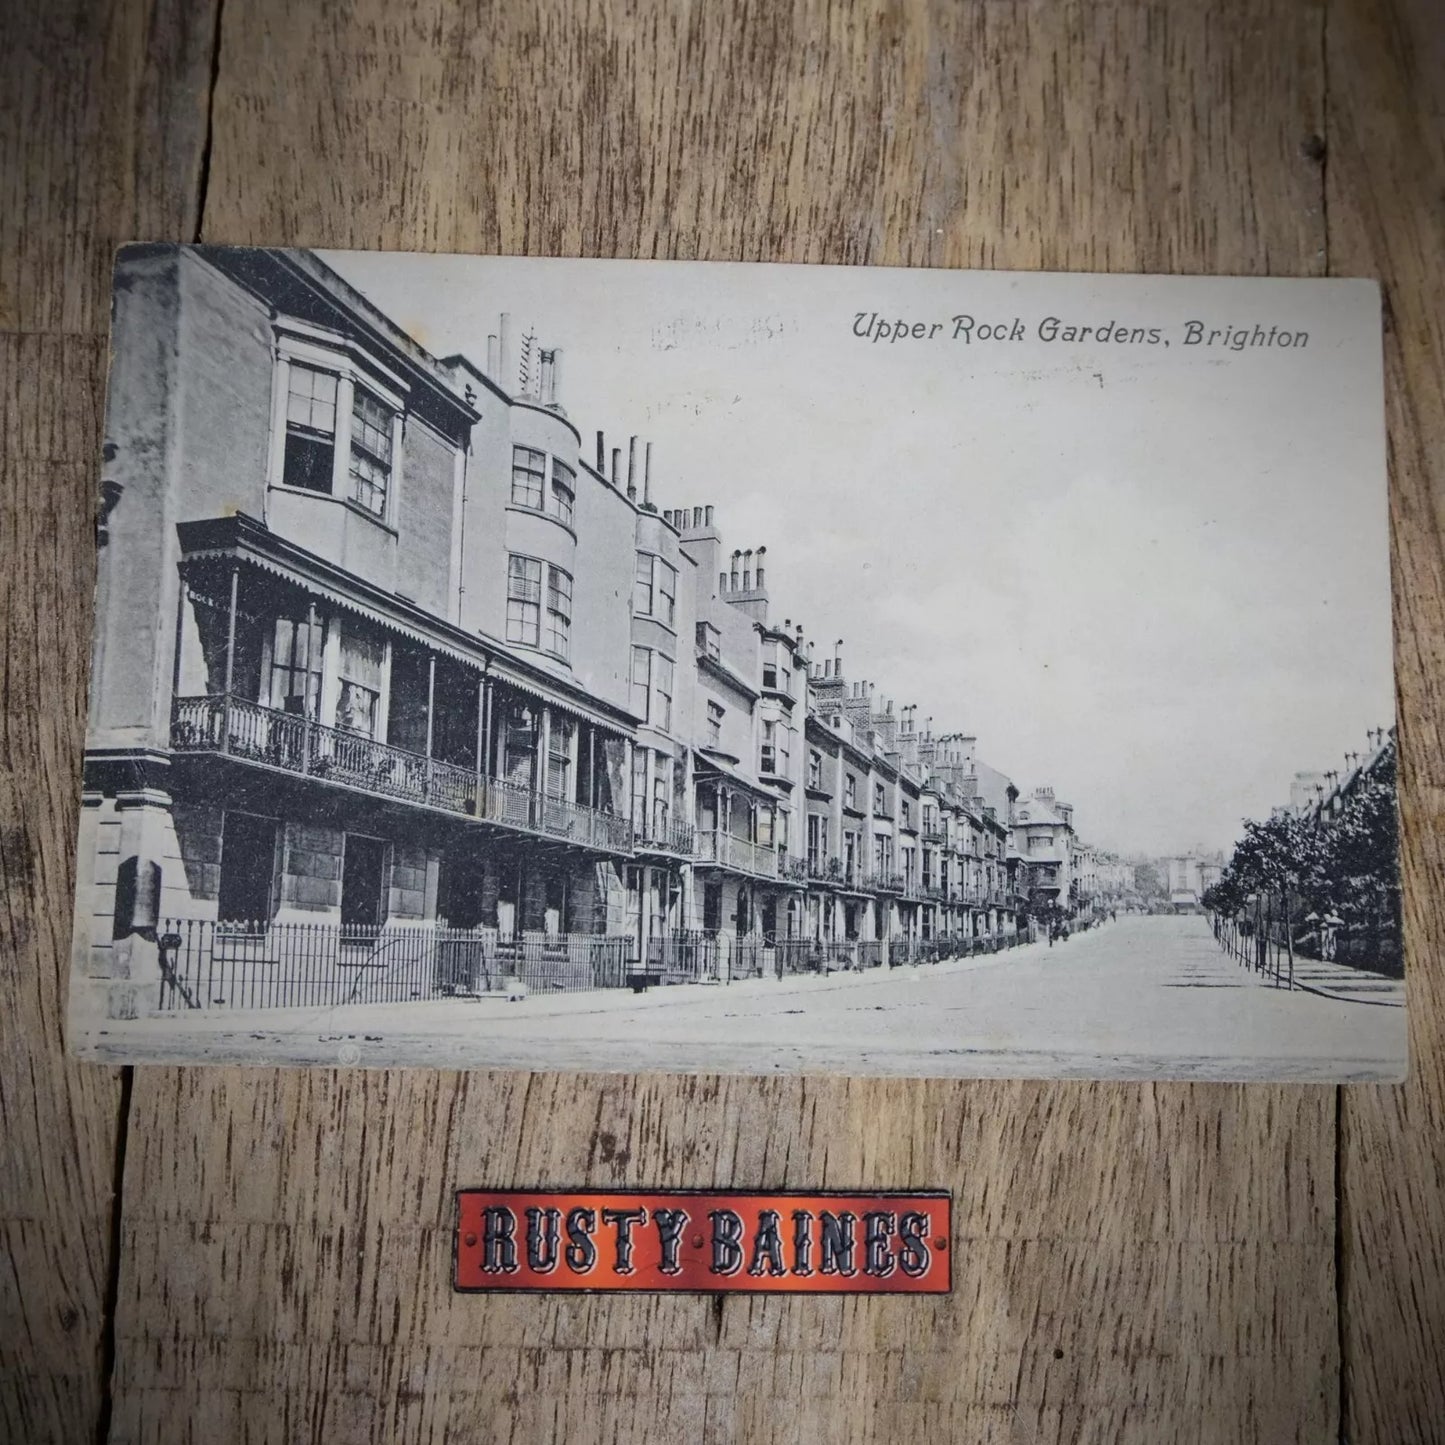 Upper Rock Gardens, Brighton
RUSTY BAINES